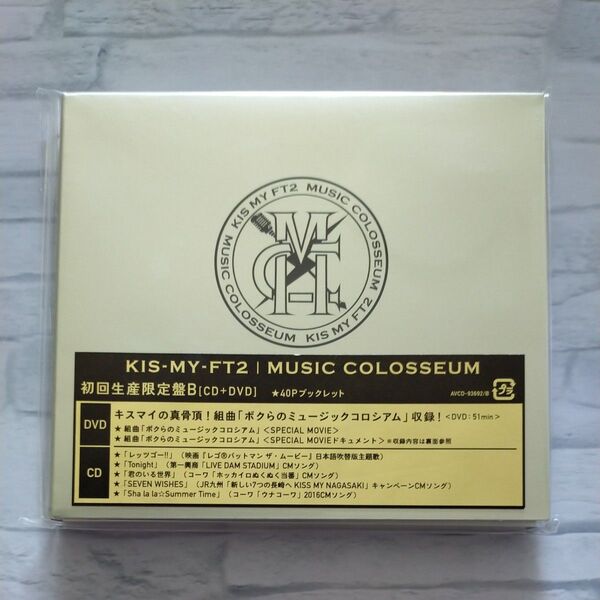 KIS MY FT2 MUSIC COLOSSEUM
MUSIC COLOSSEUM KIS MY FT2
KIS-MY-FT2 | MUSIC COLOSSEUM
初回生産限定盤B[CD+DVD] ★40Pブックレット
AVCD-93692/B
プラ
DVD
キスマイの真骨頂!組曲「ボクらのミュージックコロシアム」収録!<DVD:51min>
★ 組曲「ボクらのミュージックコロシアム」<SPECIAL MOVIE>
★ 組曲「ボクらのミュージックコロシアム」<SPECIAL MOVIEドキュメント> ※収録内容は裏面参照
CD
★「レッツゴー!!」(映画『レゴ®バットマン ザ・ムービー』日本語吹替版主題歌)
★「Tonight」(第一興商「LIVE DAM STADIUM」CMソング)
★「君のいる世界」(コーワ「ホッカイロぬくぬく当番」CMソング)
★「SEVEN WISHES」(JR九州「新しい7つの長崎へ KISS MY NAGASAKI」キャンペーンCMソング)
★「Sha la la☆Summer Time」(コーワ「ウナコーワ」2016CMソング)